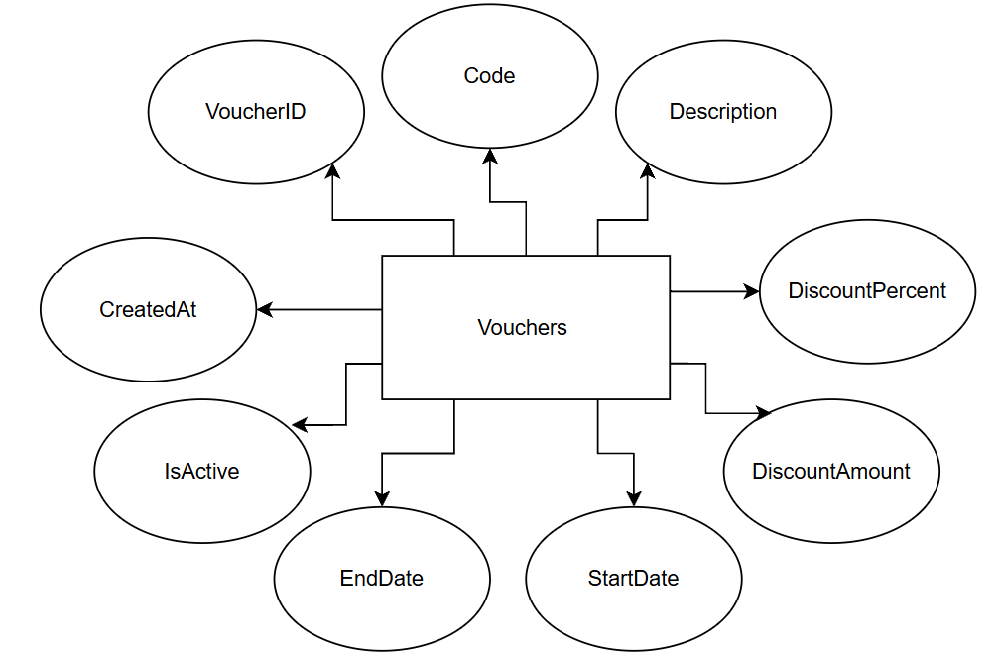 Code
VoucherID
Description
DiscountPercent
CreatedAt
Vouchers
IsActive
DiscountAmount
EndDate
StartDate